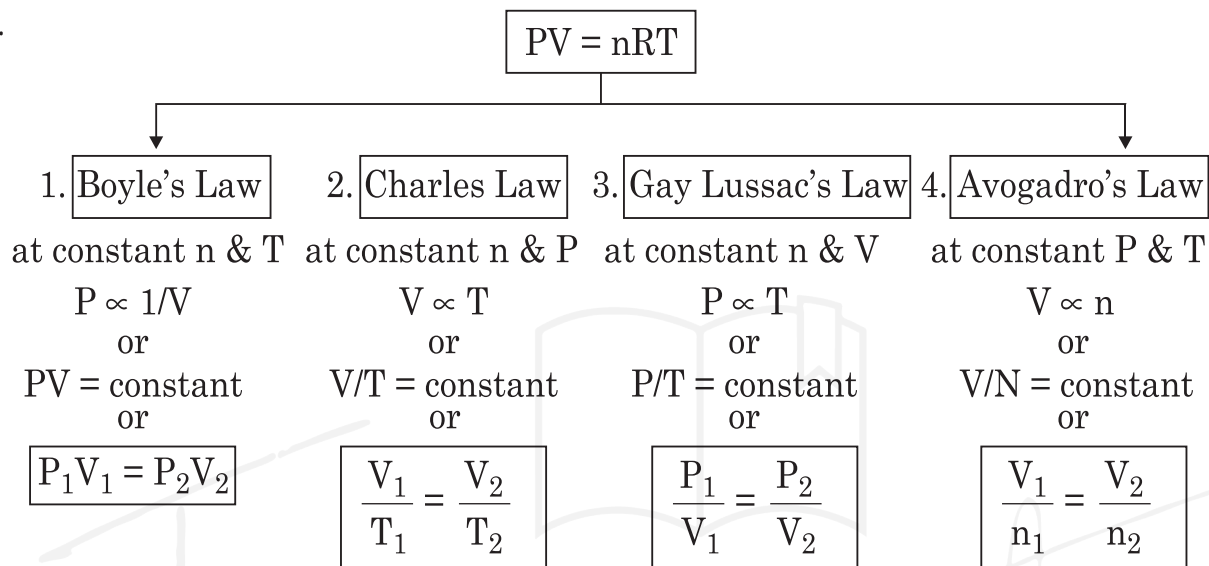 PV = nRT
1. Boyle's Law 2. Charles Law 3. Gay Lussac's Law 4. Avogadro's Law
at constant n & T at constant n & P at constant n & V at constant P & T
P ∝ 1/V V ∝ T P ∝ T V ∝ n
or or or or
PV = constant V/T = constant P/T = constant V/N = constant
or or or or
P₁V₁ = P₂V₂ V₁/T₁ = V₂/T₂ P₁/V₁ = P₂/V₂ V₁/n₁ = V₂/n₂